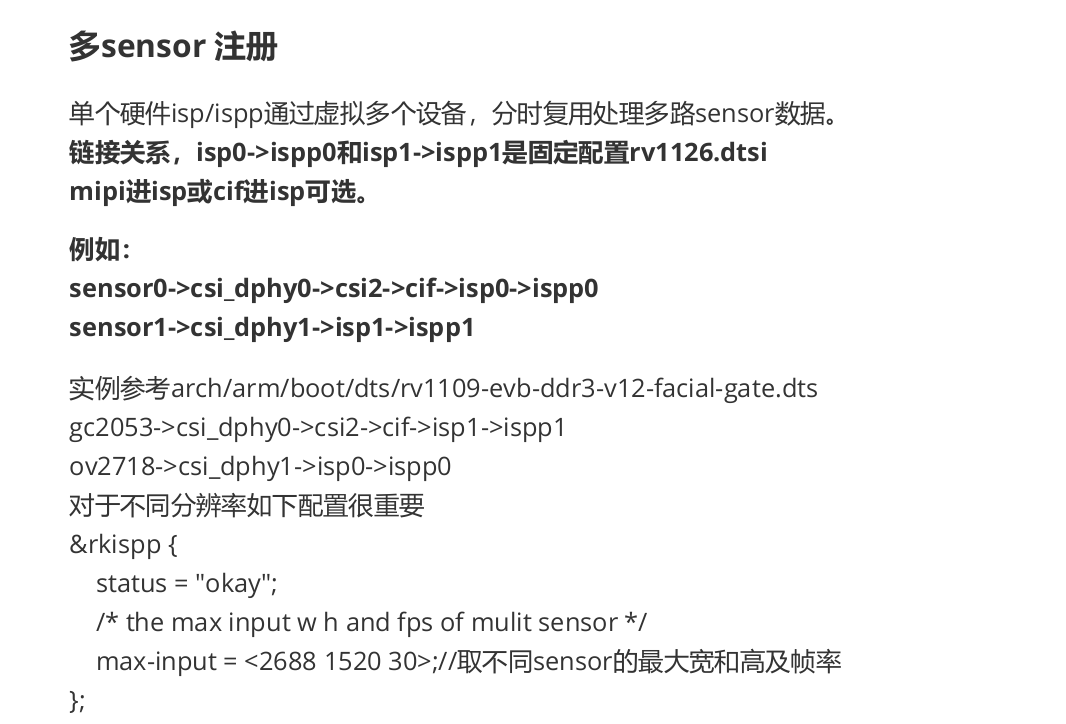 多sensor 注册
单个硬件isp/ispp通过虚拟多个设备，分时复用处理多路sensor数据。
链接关系，isp0->ispp0和isp1->ispp1是固定配置rv1126.dtsi
mipi进isp或cif进isp可选。
例如：
sensor0->csi_dphy0->csi2->cif->isp0->ispp0
sensor1->csi_dphy1->isp1->ispp1
实例参考arch/arm/boot/dts/rv1109-evb-ddr3-v12-facial-gate.dts
gc2053->csi_dphy0->csi2->cif->isp1->ispp1
ov2718->csi_dphy1->isp0->ispp0
对于不同分辨率如下配置很重要
&rkispp {
    status = "okay";
    /* the max input w h and fps of mulit sensor */
    max-input = <2688 1520 30>;//取不同sensor的最大宽和高及帧率
};